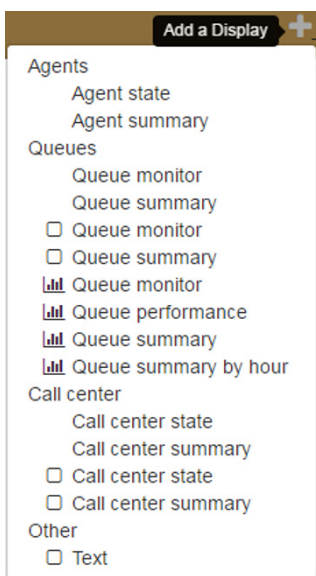 Add a Display
Agents
Agent state
Agent summary
Queues
Queue monitor
Queue summary
Queue monitor
Queue summary
Queue monitor
Queue performance
Queue summary
Queue summary by hour
Call center
Call center state
Call center summary
Call center state
Call center summary
Other
Text